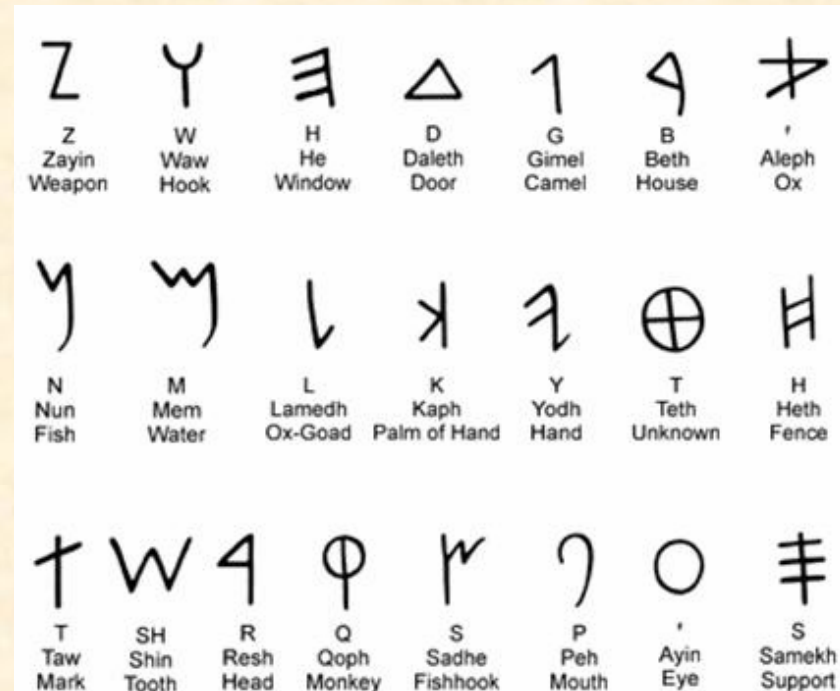 𐤀 𐤁 𐤂 𐤃 𐤄 𐤅 𐤆
Z W H D G B '
Zayin Waw He Daleth Gimel Beth Aleph
Weapon Hook Window Door Camel House Ox
𐤇 𐤈 𐤉 𐤊 𐤋 𐤌 𐤍
N M L K Y T H
Nun Mem Lamedh Kaph Yodh Teth Heth
Fish Water Ox-Goad Palm of Hand Hand Unknown Fence
𐤎 𐤏 𐤐 𐤑 𐤒 𐤓 𐤔 𐤕
T SH R Q S P ' S
Taw Shin Resh Qoph Sadhe Peh Ayin Samekh
Mark Tooth Head Monkey Fishhook Mouth Eye Support